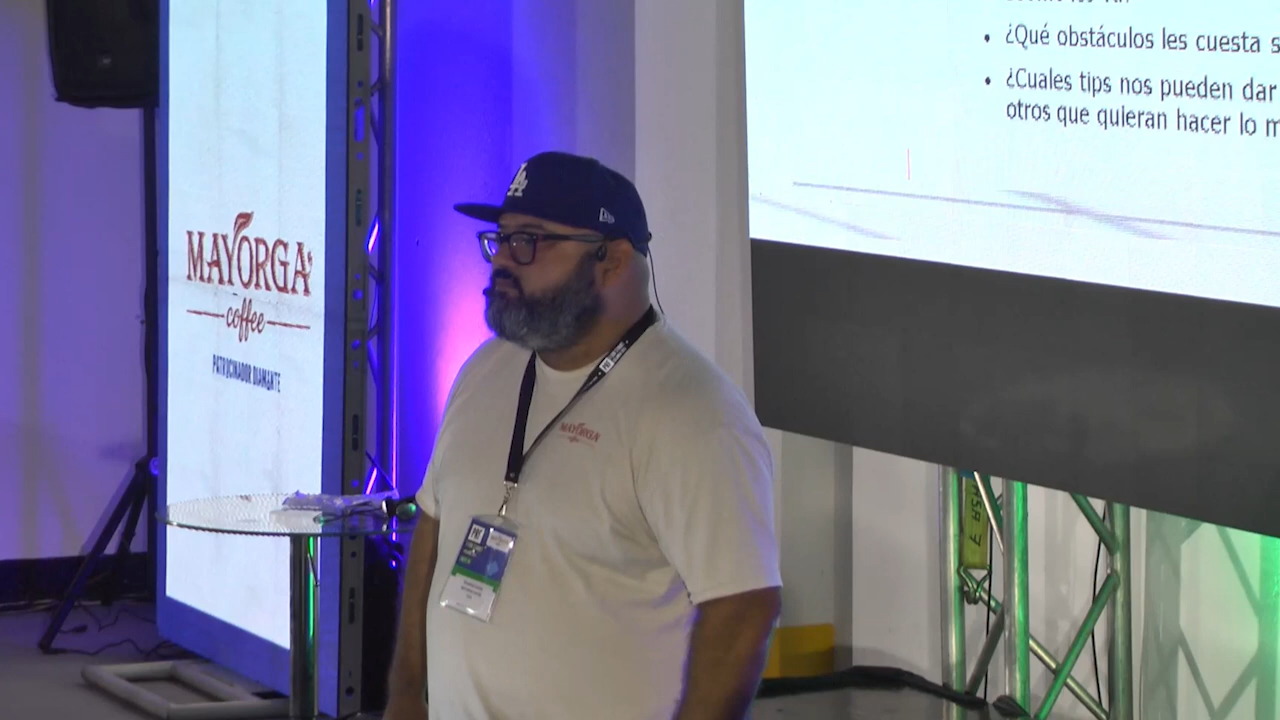 MAYORGA
coffee
PATROCINADOR DIAMANTE
LA
MAYORGA
• ¿Qué obstáculos les cuesta s
• ¿Cuales tips nos pueden dar
otros que quieran hacer lo m